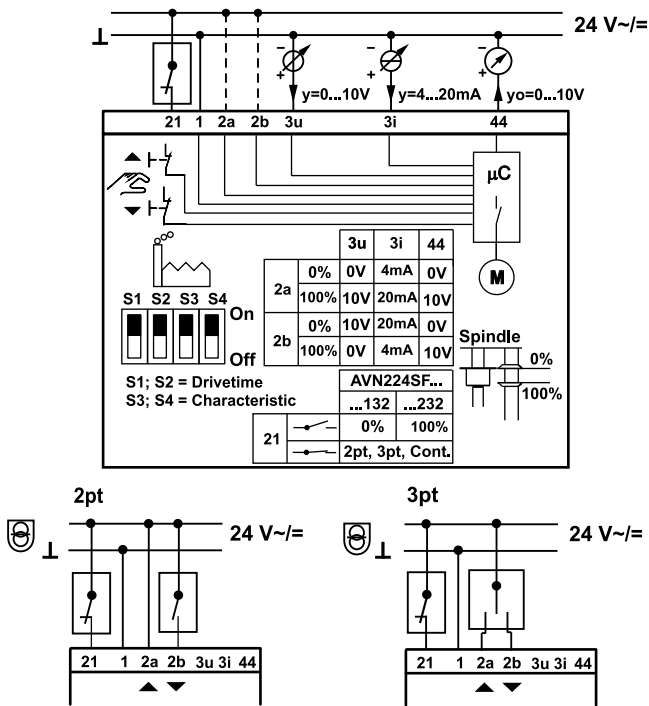 24 V~/=
⊥
− − −
+ + +
y=0...10V y=4...20mA yo=0...10V
21 1 2a 2b 3u 3i 44
▲
▼
µC
M
3u 3i 44
2a 0% 0V 4mA 0V
100% 10V 20mA 10V
2b 0% 10V 20mA 0V
100% 0V 4mA 10V
S1 S2 S3 S4
On
Off
S1; S2 = Drivetime
S3; S4 = Characteristic
Spindle
0%
100%
AVN224SF...
...132 ...232
21 0% 100%
2pt, 3pt, Cont.
2pt
24 V~/=
⊥
21 1 2a 2b 3u 3i 44
▲ ▼
3pt
24 V~/=
⊥
21 1 2a 2b 3u 3i 44
▲ ▼